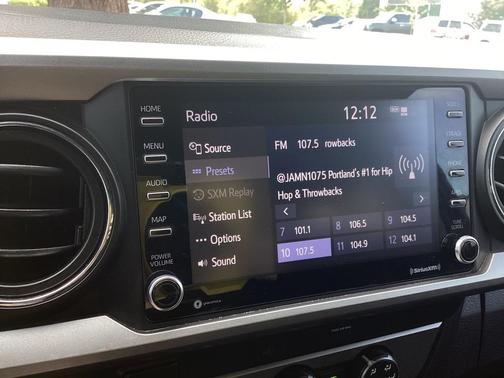 HOME
MENU
AUDIO
MAP
POWER
VOLUME
Radio
12:12
Source
Presets
SXM Replay
Station List
Options
Sound
FM 107.5 rowbacks
@JAMN1075 Portland's #1 for Hip
Hop & Throwbacks
7 101.1
8 106.5
9 104.5
10 107.5
11 104.9
12 104.1
PHONE
TUNE
SCROLL
SiriusXM